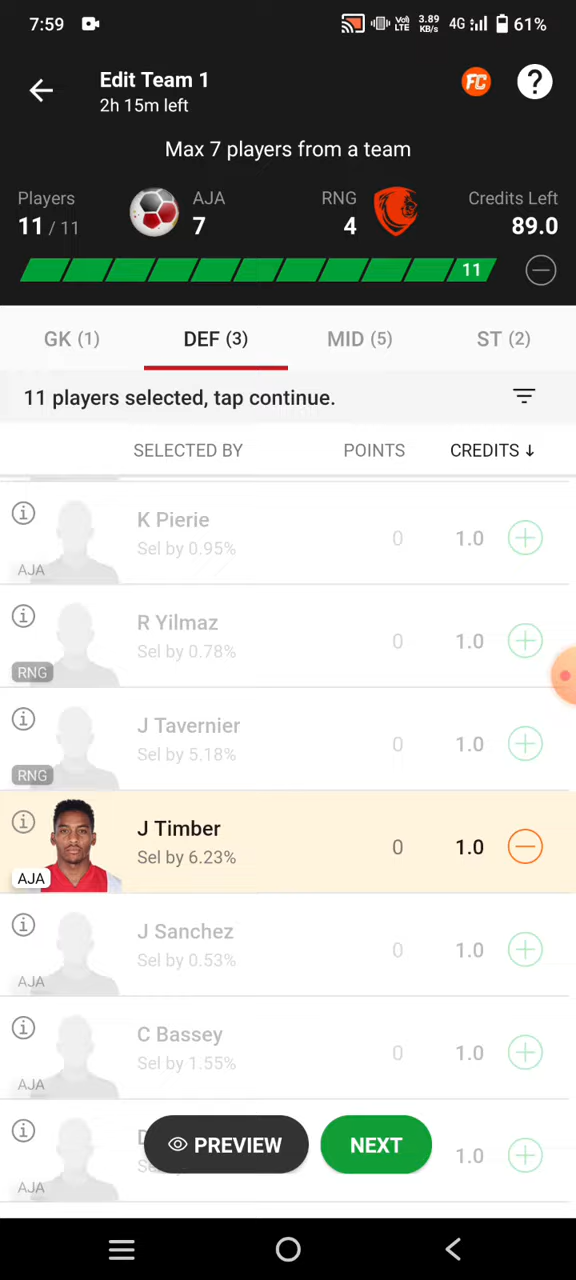 7:59
Vol LTE 3.89 KB/s 4G 61%
Edit Team 1
2h 15m left
FC ?
Max 7 players from a team
Players AJA RNG Credits Left
11 / 11 7 4 89.0
11
GK (1) DEF (3) MID (5) ST (2)
11 players selected, tap continue.
SELECTED BY POINTS CREDITS ↓
K Pierie
Sel by 0.95% 0 1.0
AJA
R Yilmaz
Sel by 0.78% 0 1.0
RNG
J Tavernier
Sel by 5.18% 0 1.0
RNG
J Timber
Sel by 6.23% 0 1.0
AJA
J Sanchez
Sel by 0.53% 0 1.0
AJA
C Bassey
Sel by 1.55% 0 1.0
AJA
PREVIEW NEXT 1.0
AJA